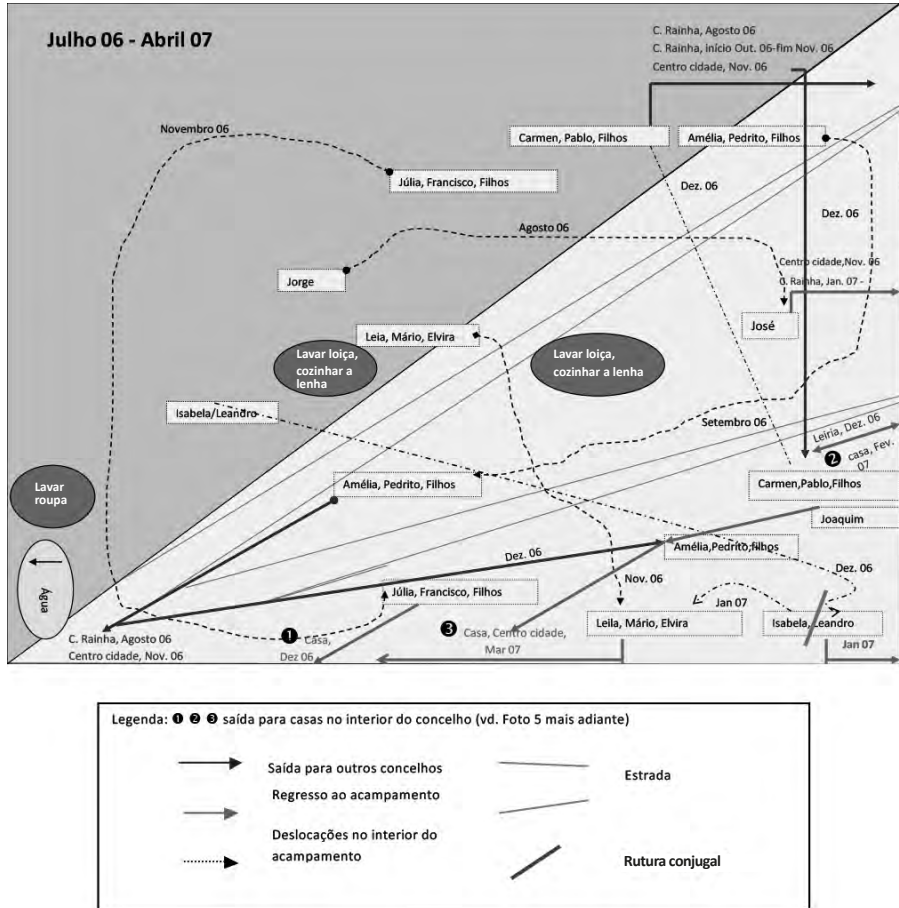 Julho 06 - Abril 07
C. Rainha, Agosto 06
C. Rainha, início Out. 06-fim Nov. 06
Centro cidade, Nov. 06
Novembro 06
Carmen, Pablo, Filhos
Amélia, Pedrito, Filhos
Júlia, Francisco, Filhos
Dez. 06
Dez. 06
Agosto 06
Centro cidade,Nov. 06
C. Rainha, Jan. 07 -
Jorge
José
Leia, Mário, Elvira
Lavar loiça,
cozinhar a
lenha
Lavar loiça,
cozinhar a lenha
Isabela/Leandro
Setembro 06
Leiria, Dez. 06
❷ casa, Fev.
07
Lavar
roupa
Amélia, Pedrito, Filhos
Carmen,Pablo,Filhos
Joaquim
Amélia,Pedrito,filhos
Dez. 06
Dez. 06
Água
Júlia, Francisco, Filhos
Nov. 06
Jan 07
Leila, Mário, Elvira
Isabela, Leandro
C. Rainha, Agosto 06
Centro cidade, Nov. 06
❶ Casa,
Dez 06
❸ Casa, Centro cidade,
Mar 07
Jan 07
Legenda: ❶ ❷ ❸ saída para casas no interior do concelho (vd. Foto 5 mais adiante)
Saída para outros concelhos
Estrada
Regresso ao acampamento
Deslocações no interior do
acampamento
Rutura conjugal